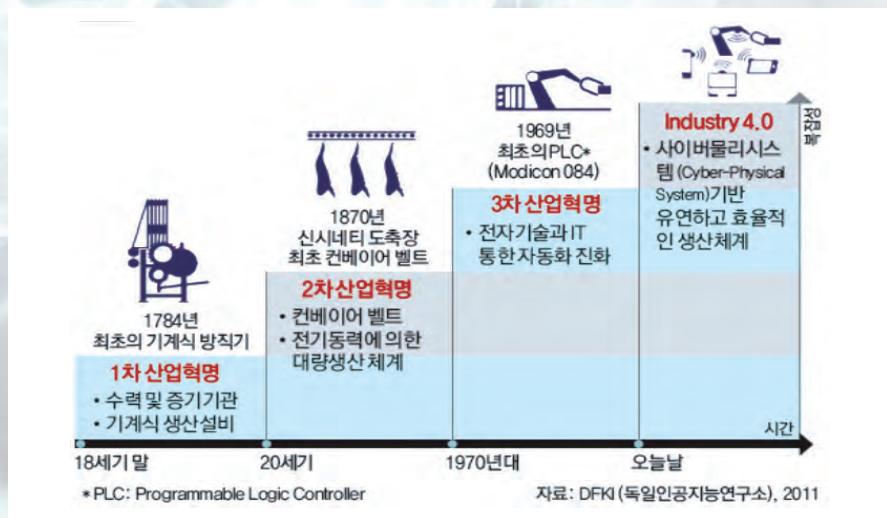 복잡성
Industry 4.0
• 사이버물리시스
템 (Cyber-Physical
System)기반
유연하고 효율적
인 생산체계
1969년
최초의 PLC*
(Modicon 084)
3차 산업혁명
• 전자기술과 IT
통한 자동화 진화
1870년
신시네티 도축장
최초 컨베이어 벨트
2차 산업혁명
• 컨베이어 벨트
• 전기동력에 의한
대량생산 체계
1784년
최초의 기계식 방직기
1차 산업혁명
• 수력 및 증기기관
• 기계식 생산 설비
시간
18세기 말
20세기
1970년대
오늘날
* PLC: Programmable Logic Controller
자료: DFKI (독일인공지능연구소), 2011